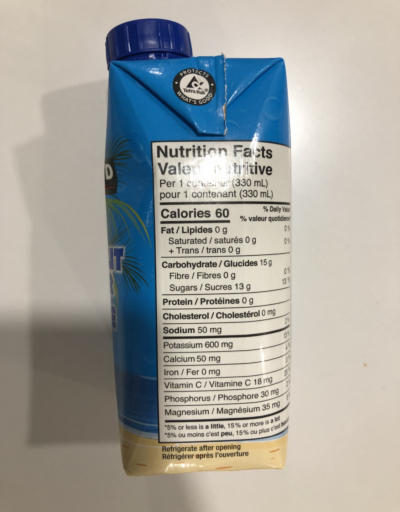 PROTECTS
Tetra Pak
WHAT'S GOOD
Nutrition Facts
Valeur nutritive
Per 1 container (330 mL)
pour 1 contenant (330 mL)
Calories 60
% Daily Value
% valeur quotidienne
Fat / Lipides 0 g 0 %
Saturated / saturés 0 g
+ Trans / trans 0 g 0 %
Carbohydrate / Glucides 15 g
Fibre / Fibres 0 g 0 %
Sugars / Sucres 13 g 13 %
Protein / Protéines 0 g
Cholesterol / Cholestérol 0 mg
Sodium 50 mg 2 %
Potassium 600 mg
Calcium 50 mg
Iron / Fer 0 mg
Vitamin C / Vitamine C 18 mg
Phosphorus / Phosphore 30 mg
Magnesium / Magnésium 35 mg
*5% or less is a little, 15% or more is a lot
*5% ou moins c'est peu, 15% ou plus c'est
Refrigerate after opening
Réfrigérer après l'ouverture